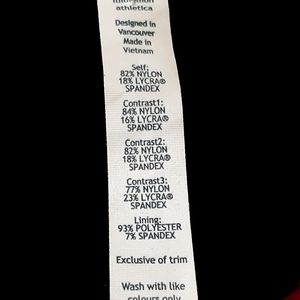 athletica
Designed in
Vancouver
Made in
Vietnam
Self:
82% NYLON
18% LYCRA®
SPANDEX
Contrast1:
84% NYLON
16% LYCRA®
SPANDEX
Contrast2:
82% NYLON
18% LYCRA®
SPANDEX
Contrast3:
77% NYLON
23% LYCRA®
SPANDEX
Lining:
93% POLYESTER
7% SPANDEX
Exclusive of trim
Wash with like
colours only